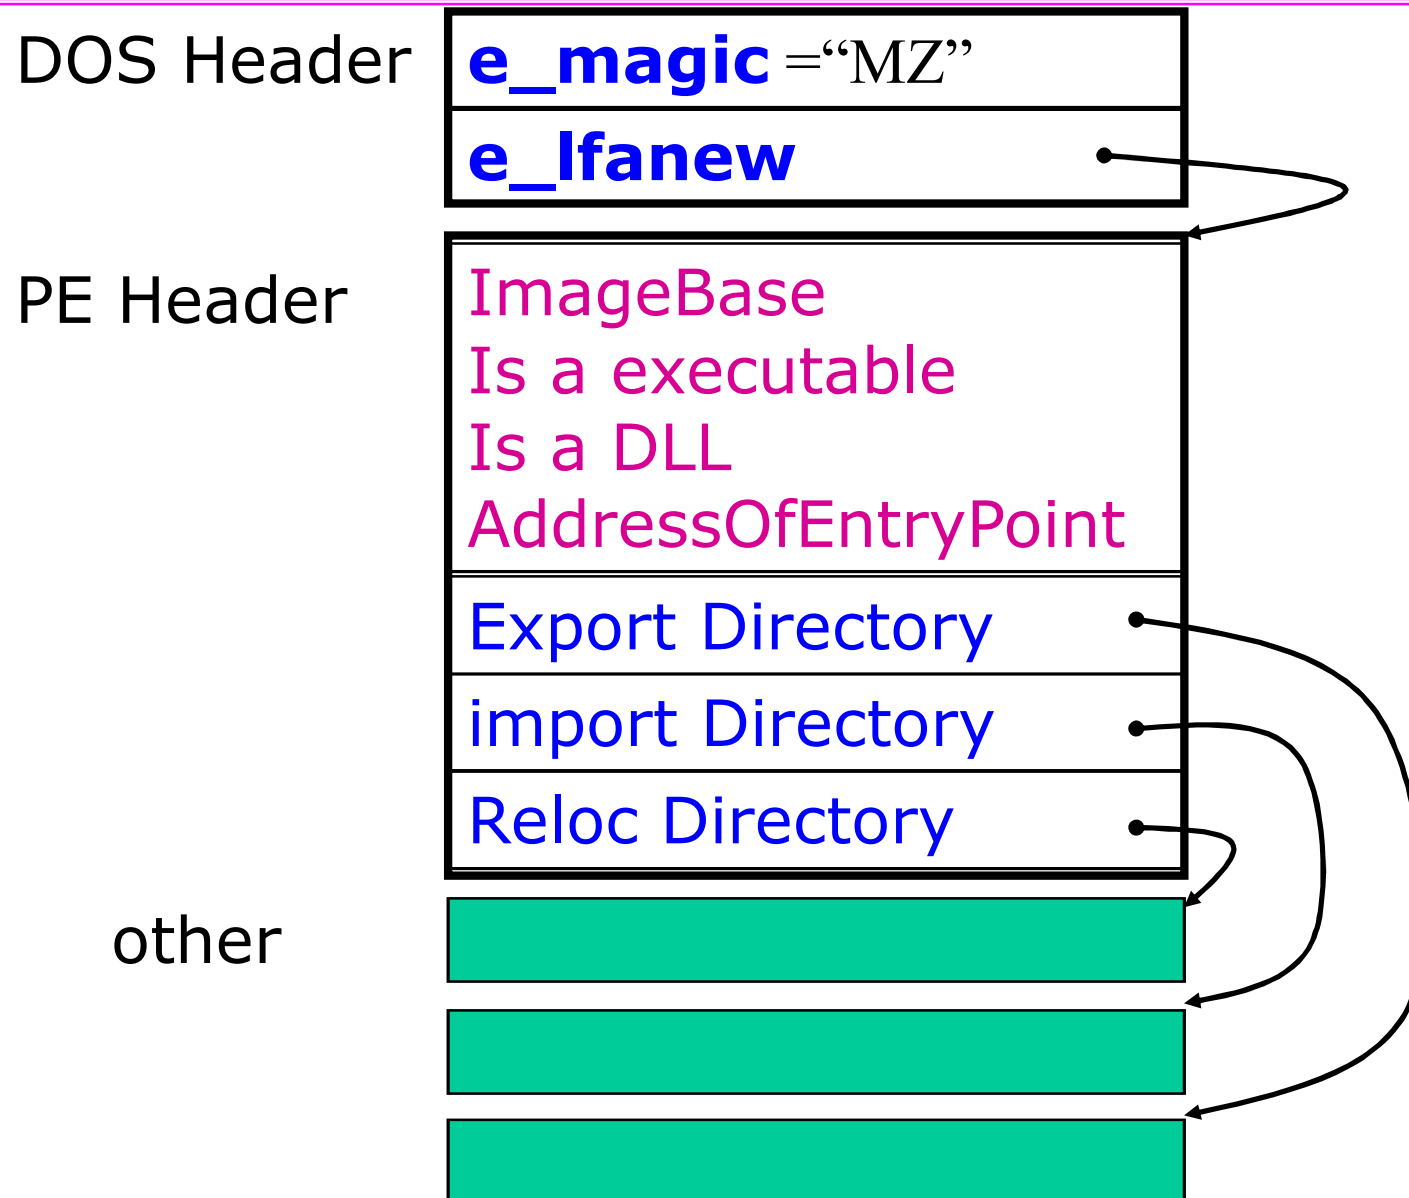 DOS Header
e_magic =“MZ”
e_lfanew
PE Header
ImageBase
Is a executable
Is a DLL
AddressOfEntryPoint
Export Directory
import Directory
Reloc Directory
other